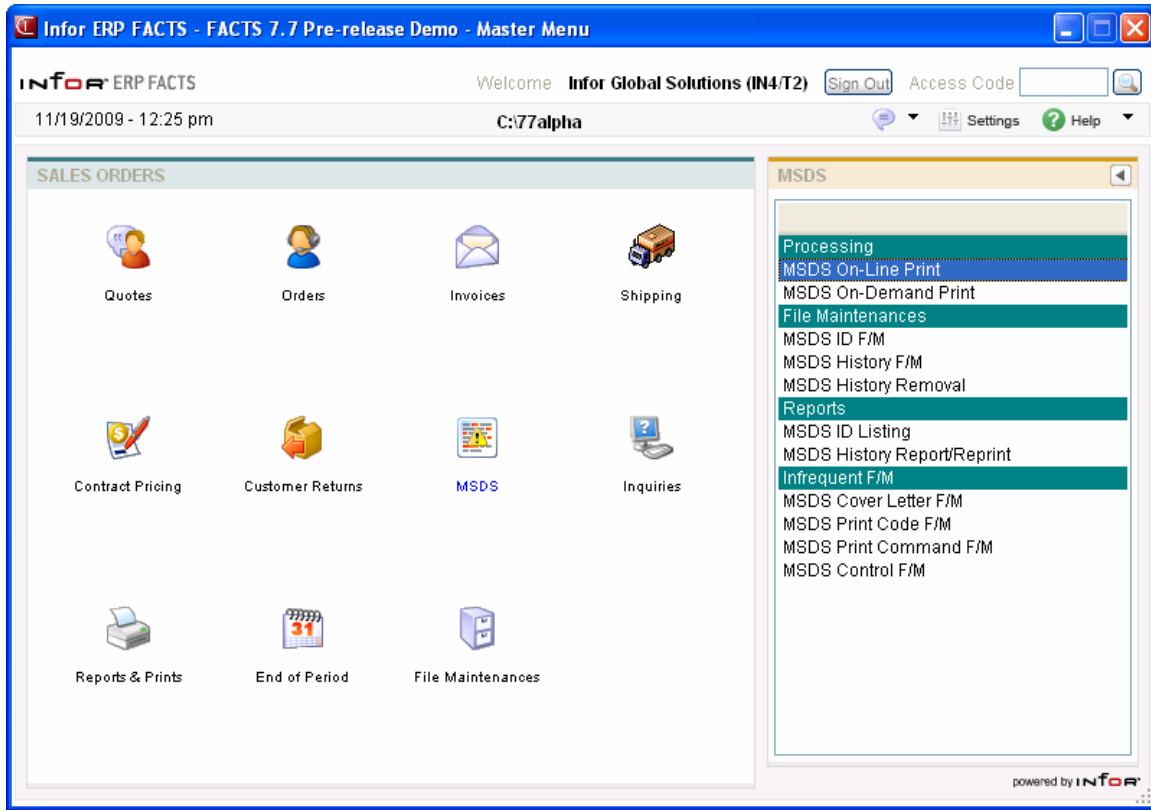 Infor ERP FACTS - FACTS 7.7 Pre-release Demo - Master Menu
infor ERP FACTS Welcome Infor Global Solutions (IN4/T2) Sign Out Access Code
11/19/2009 - 12:25 pm C:\77alpha Settings ? Help
SALES ORDERS
Quotes Orders Invoices Shipping
Contract Pricing Customer Returns MSDS Inquiries
31
Reports & Prints End of Period File Maintenances
MSDS
Processing
MSDS On-Line Print
MSDS On-Demand Print
File Maintenances
MSDS ID F/M
MSDS History F/M
MSDS History Removal
Reports
MSDS ID Listing
MSDS History Report/Reprint
Infrequent F/M
MSDS Cover Letter F/M
MSDS Print Code F/M
MSDS Print Command F/M
MSDS Control F/M
powered by infor